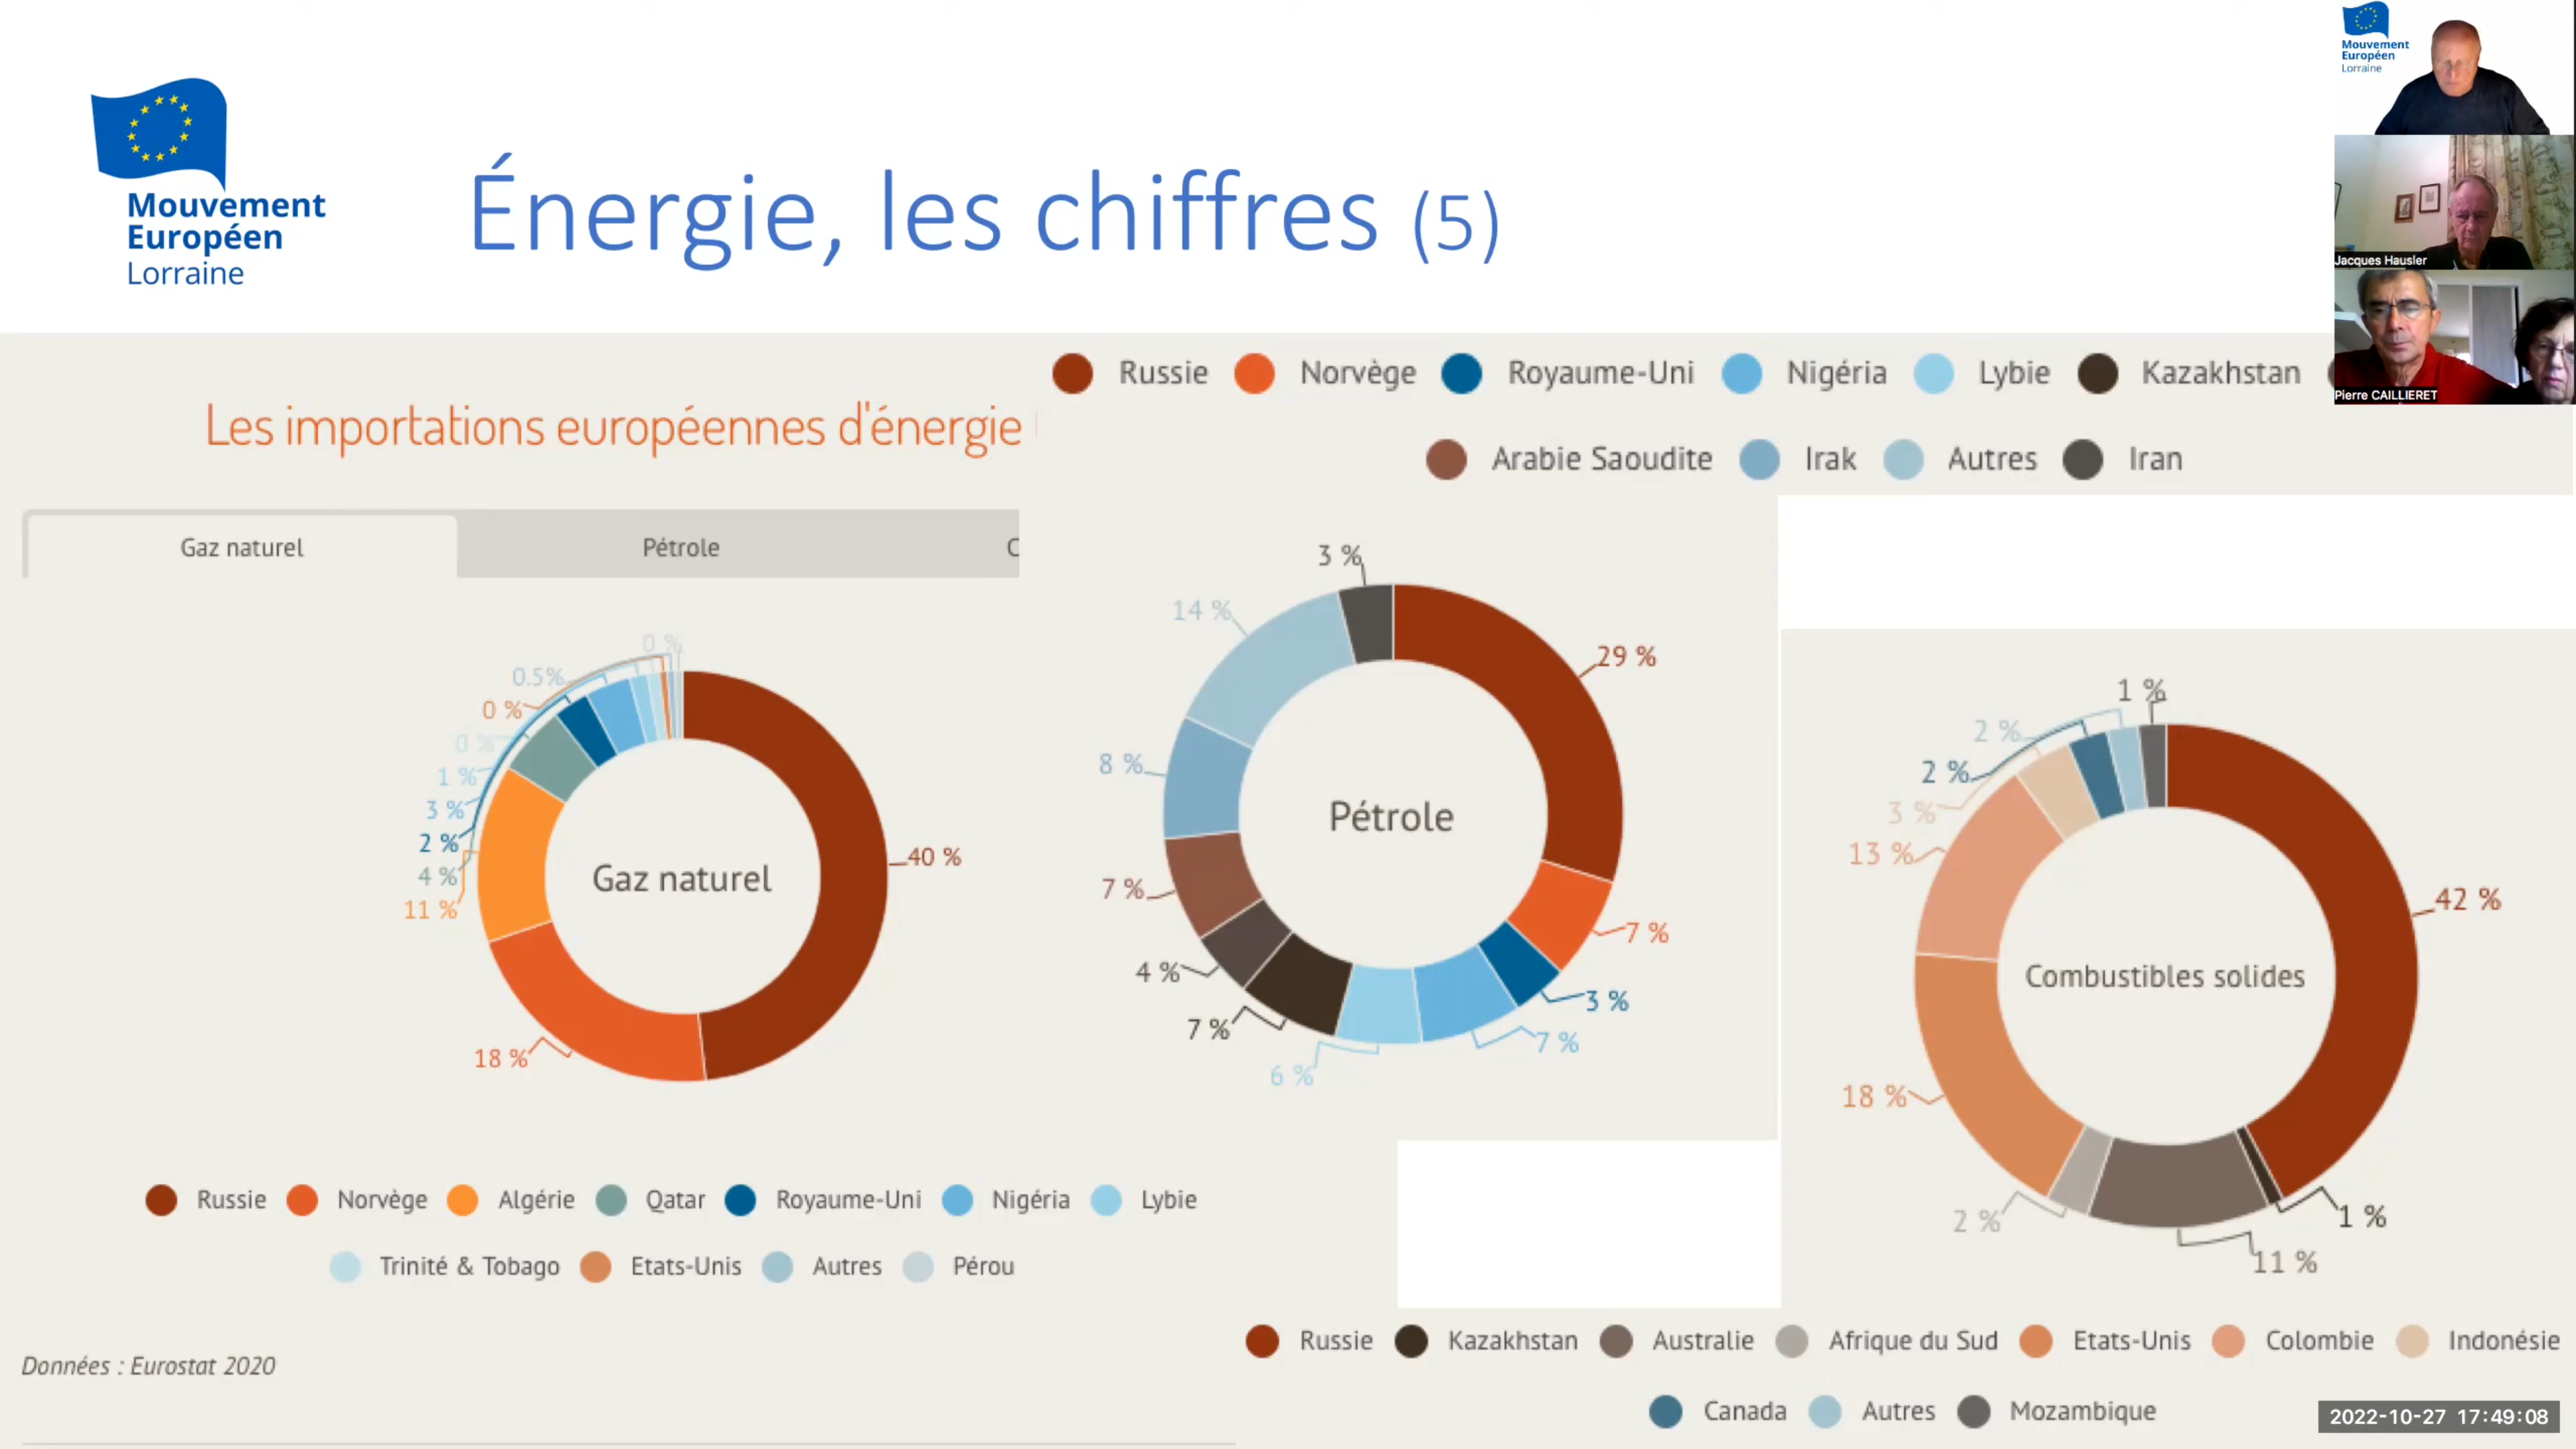 Mouvement
Européen
Lorraine
Énergie, les chiffres (5)
Mouvement
Européen
Lorraine
Jacques Hausler
Pierre CAILLIERET
Les importations européennes d'énergie
Gaz naturel
Pétrole
C
0 %
0.5%
0 %
0 %
1 %
3 %
2 %
4 %
11 %
18 %
40 %
Gaz naturel
Russie Norvège Algérie Qatar Royaume-Uni Nigéria Lybie
Trinité & Tobago Etats-Unis Autres Pérou
Données : Eurostat 2020
Russie Norvège Royaume-Uni Nigéria Lybie Kazakhstan
Arabie Saoudite Irak Autres Iran
3 %
14 %
29 %
8 %
Pétrole
7 %
7 %
4 %
3 %
7 %
7 %
6 %
1 %
2 %
2 %
3 %
13 %
42 %
Combustibles solides
18 %
2 %
1 %
11 %
Russie Kazakhstan Australie Afrique du Sud Etats-Unis Colombie Indonésie
Canada Autres Mozambique
2022-10-27 17:49:08